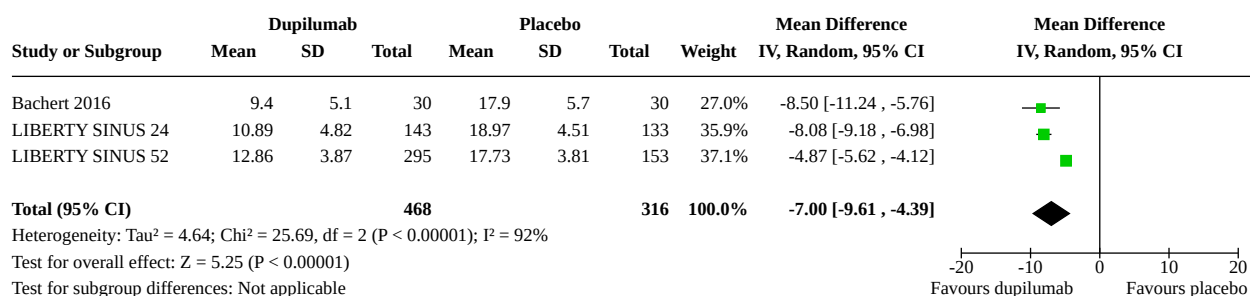 Dupilumab Placebo Mean Difference Mean Difference
Study or Subgroup Mean SD Total Mean SD Total Weight IV, Random, 95% CI IV, Random, 95% CI
Bachert 2016 9.4 5.1 30 17.9 5.7 30 27.0% -8.50 [-11.24 , -5.76]
LIBERTY SINUS 24 10.89 4.82 143 18.97 4.51 133 35.9% -8.08 [-9.18 , -6.98]
LIBERTY SINUS 52 12.86 3.87 295 17.73 3.81 153 37.1% -4.87 [-5.62 , -4.12]
Total (95% CI) 468 316 100.0% -7.00 [-9.61 , -4.39]
Heterogeneity: Tau² = 4.64; Chi² = 25.69, df = 2 (P < 0.00001); I² = 92%
Test for overall effect: Z = 5.25 (P < 0.00001) -20 -10 0 10 20
Test for subgroup differences: Not applicable Favours dupilumab Favours placebo